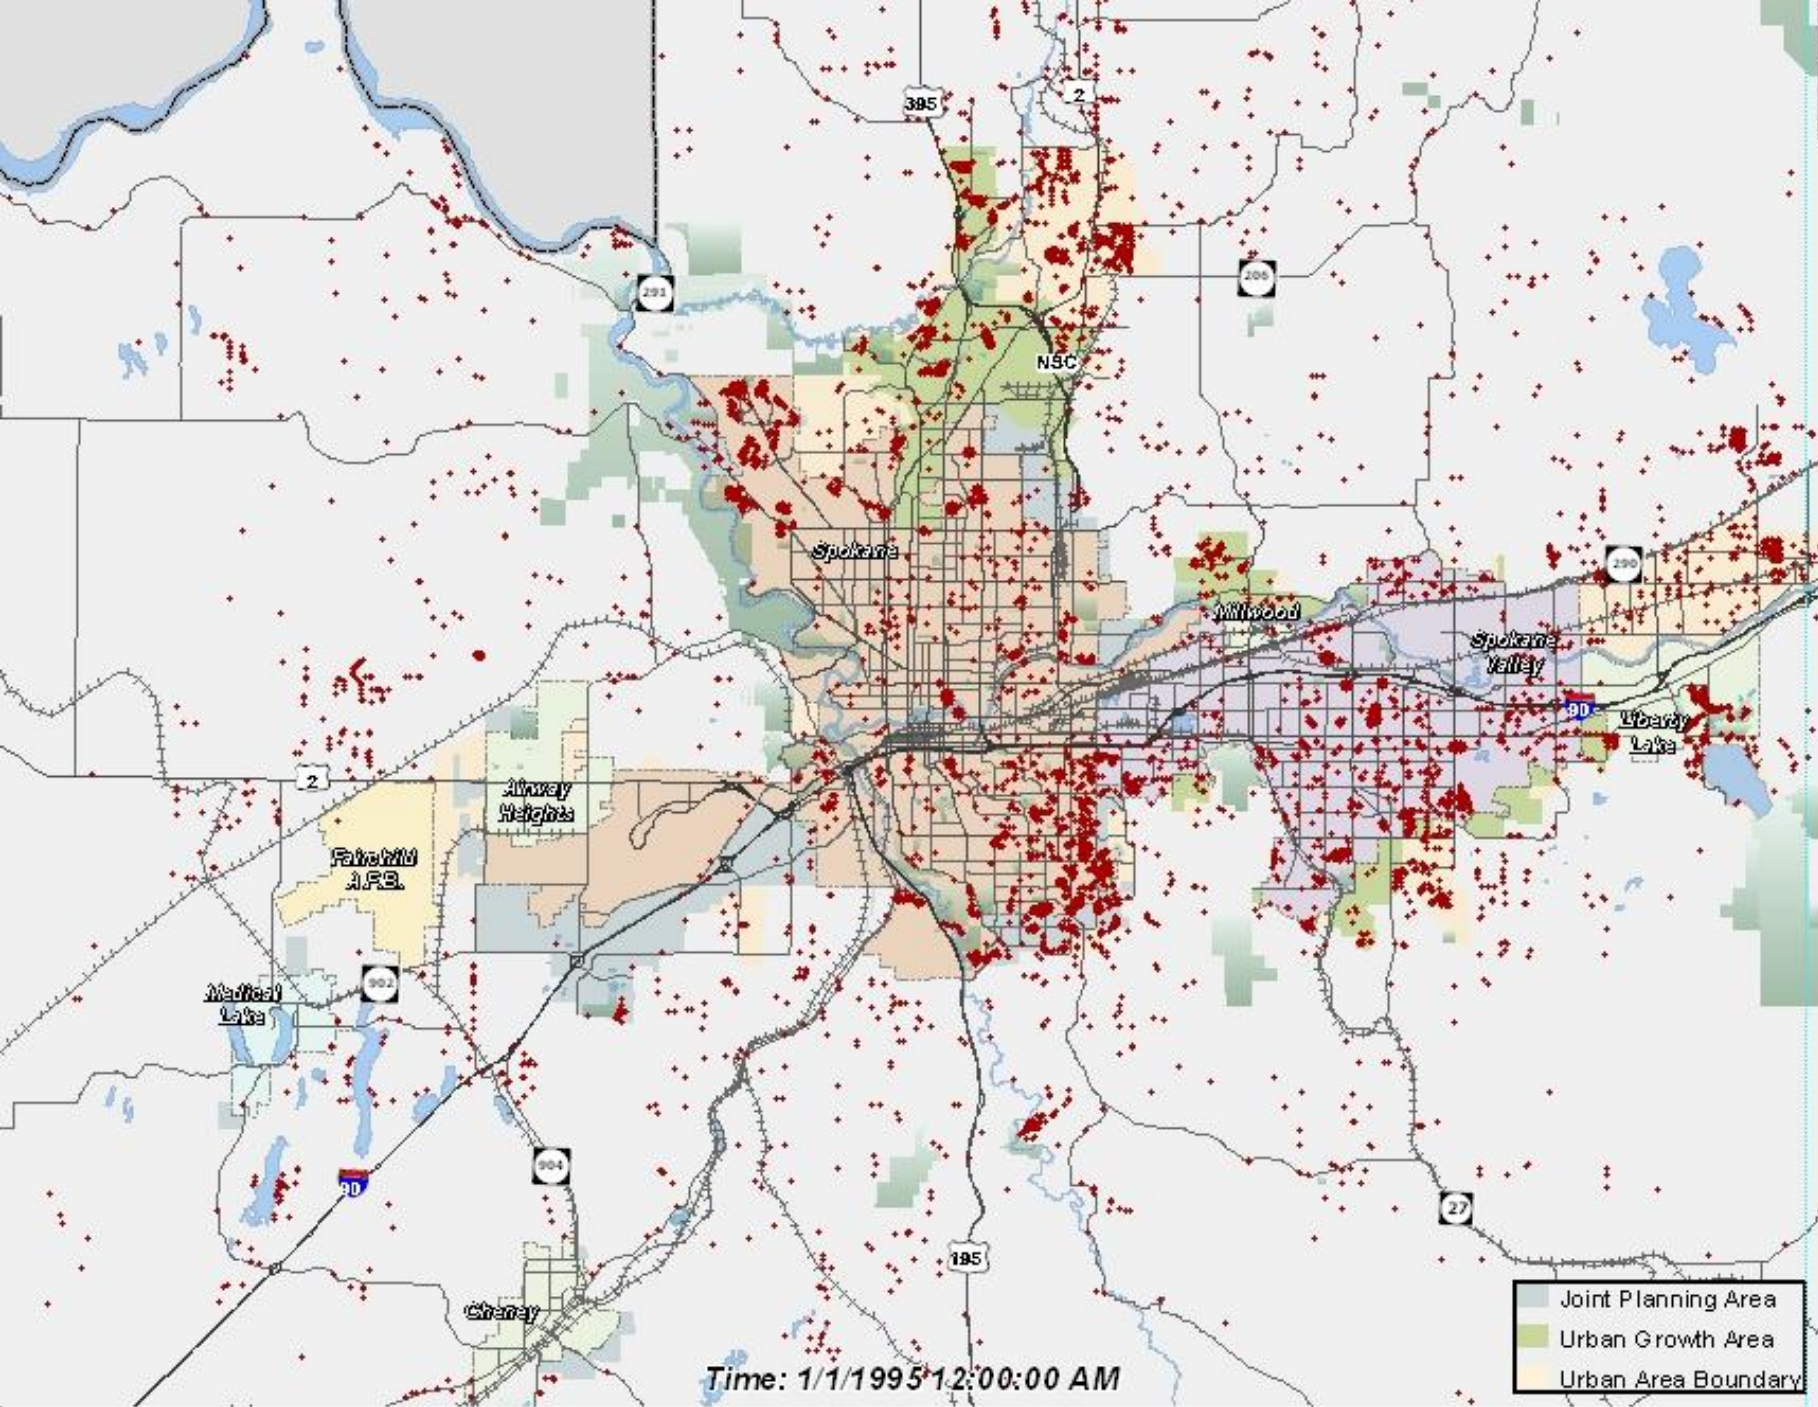 395
2
291
206
NSC
Spokane
290
Millwood
Spokane
Valley
90
Liberty
Lake
2
Airway
Heights
Fairchild
A.F.B.
902
Medical
Lake
904
90
27
195
Cheney
Joint Planning Area
Urban Growth Area
Urban Area Boundary
Time: 1/1/1995 12:00:00 AM